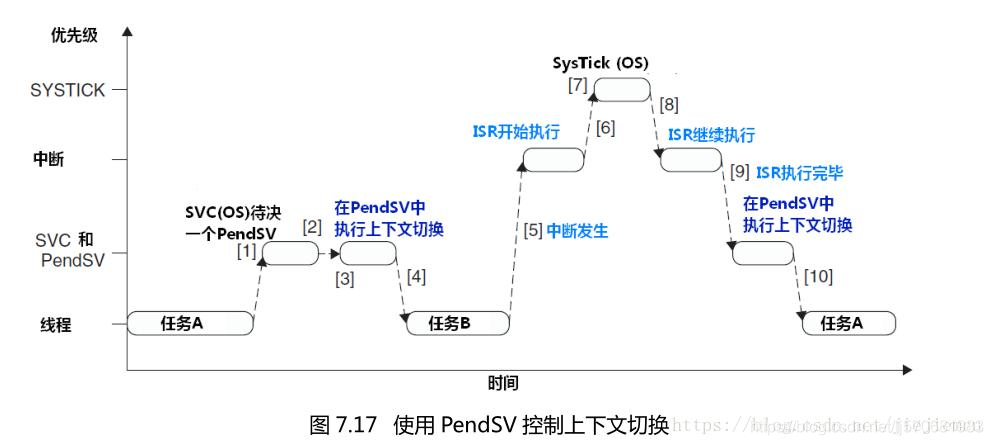 优先级
SysTick (OS)
SYSTICK
[7]
[8]
ISR开始执行
[6]
ISR继续执行
中断
[9] ISR执行完毕
SVC(OS)待决
一个PendSV
[2]
在PendSV中
执行上下文切换
在PendSV中
执行上下文切换
[5]中断发生
SVC 和
PendSV
[1]
[3]
[4]
[10]
线程
任务A
任务B
任务A
时间
图 7.17 使用 PendSV 控制上下文切换